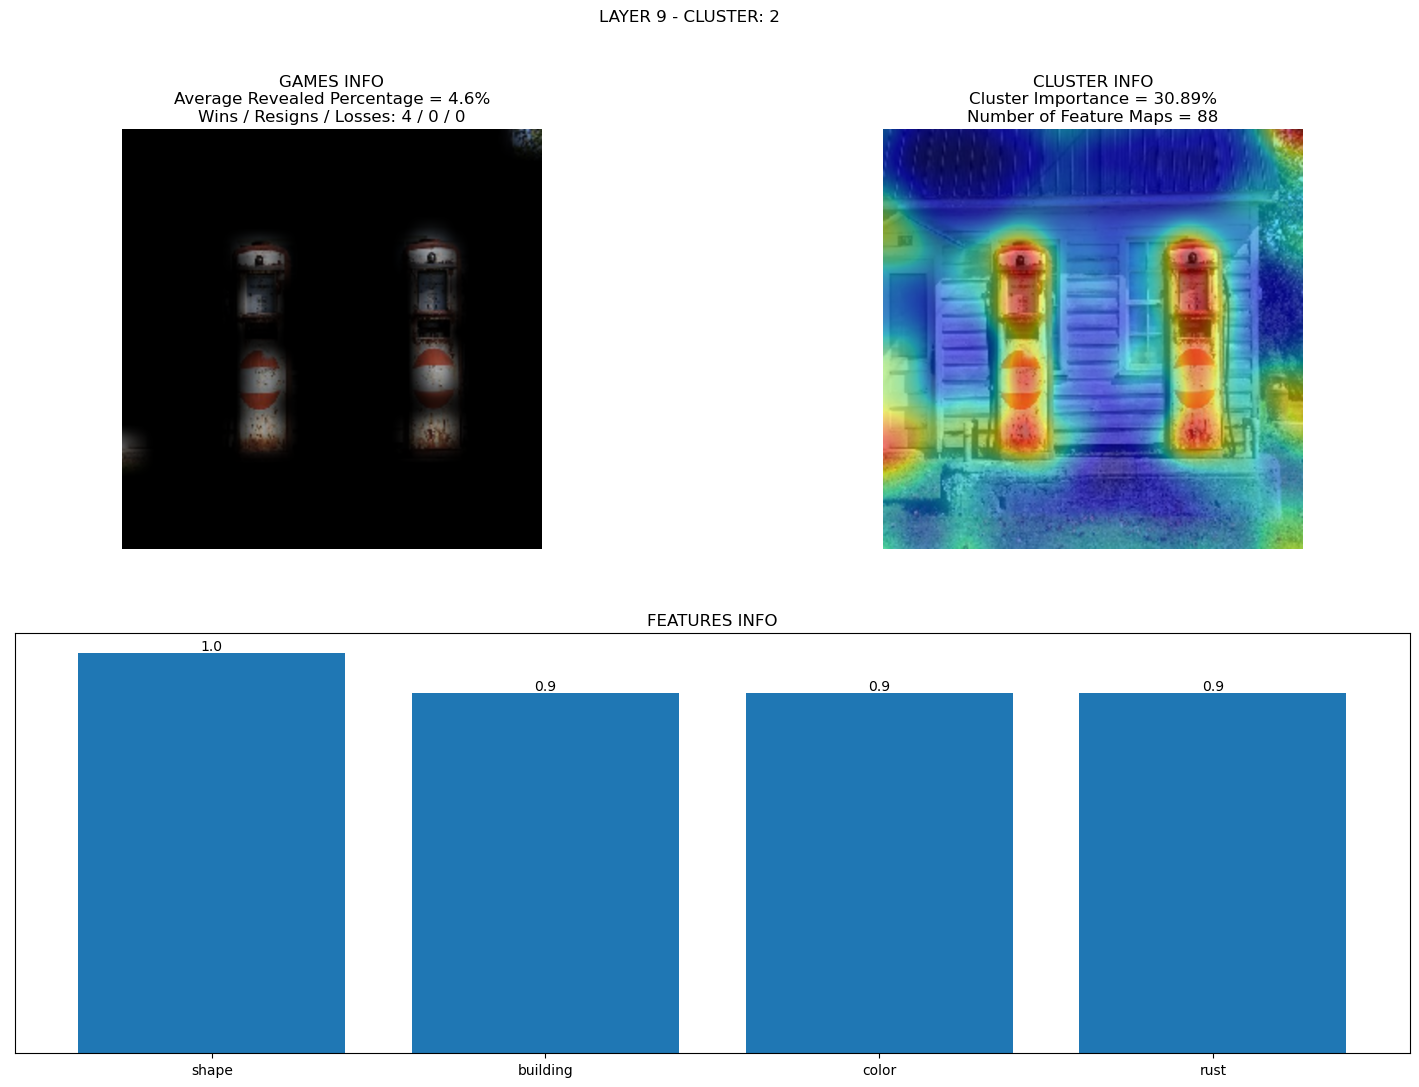 LAYER 9 - CLUSTER: 2
GAMES INFO
Average Revealed Percentage = 4.6%
Wins / Resigns / Losses: 4 / 0 / 0
CLUSTER INFO
Cluster Importance = 30.89%
Number of Feature Maps = 88
FEATURES INFO
1.0
0.9
0.9
0.9
shape
building
color
rust